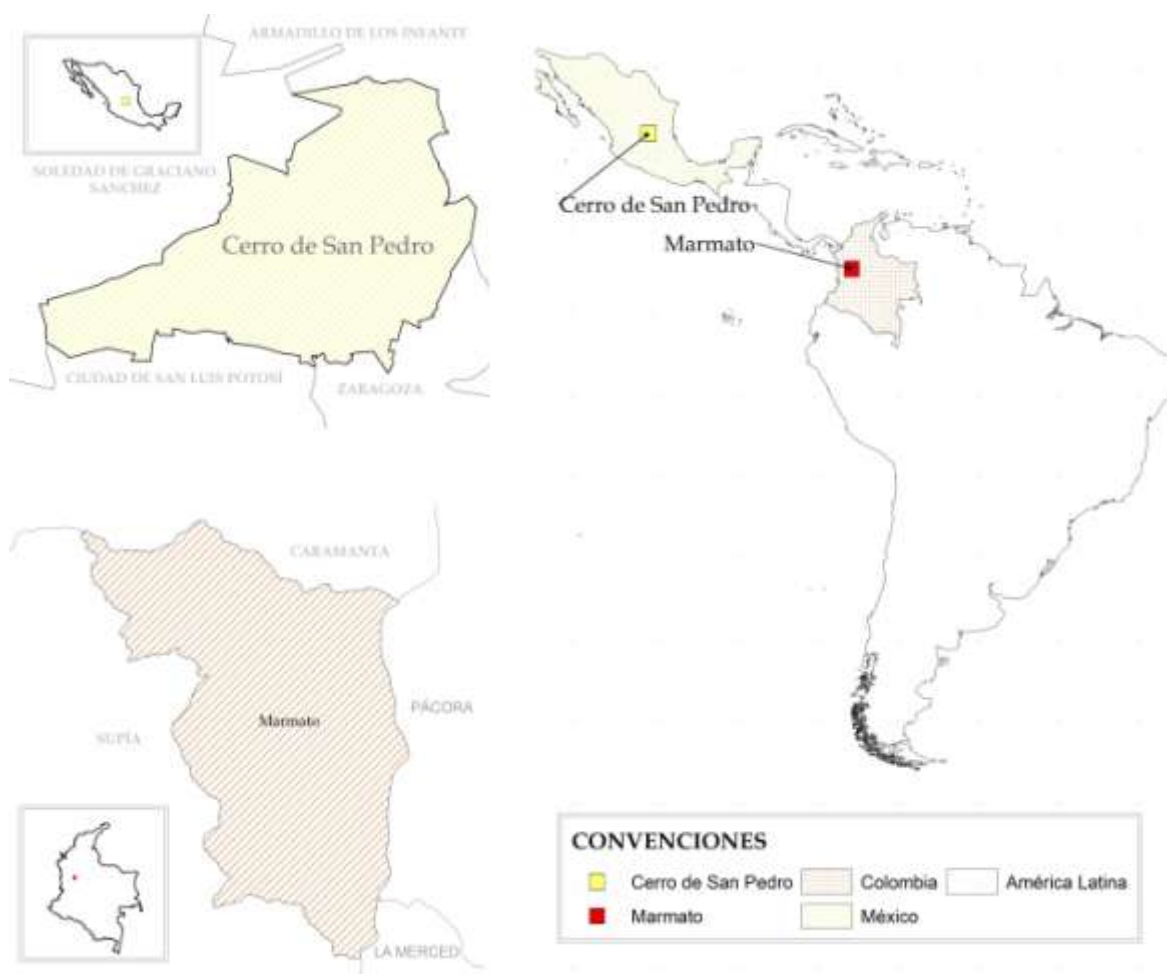 ARMADILLO DE LOS INFANTE
SOLEDAD DE GRACIANO
SANCHEZ
Cerro de San Pedro
CIUDAD DE SAN LUIS POTOSÍ
ZARAGOZA
Cerro de San Pedro
Marmato
CARAMANTA
PÁCORA
Marmato
SUPÍA
LA MERCED
CONVENCIONES
Cerro de San Pedro
Colombia
América Latina
Marmato
México